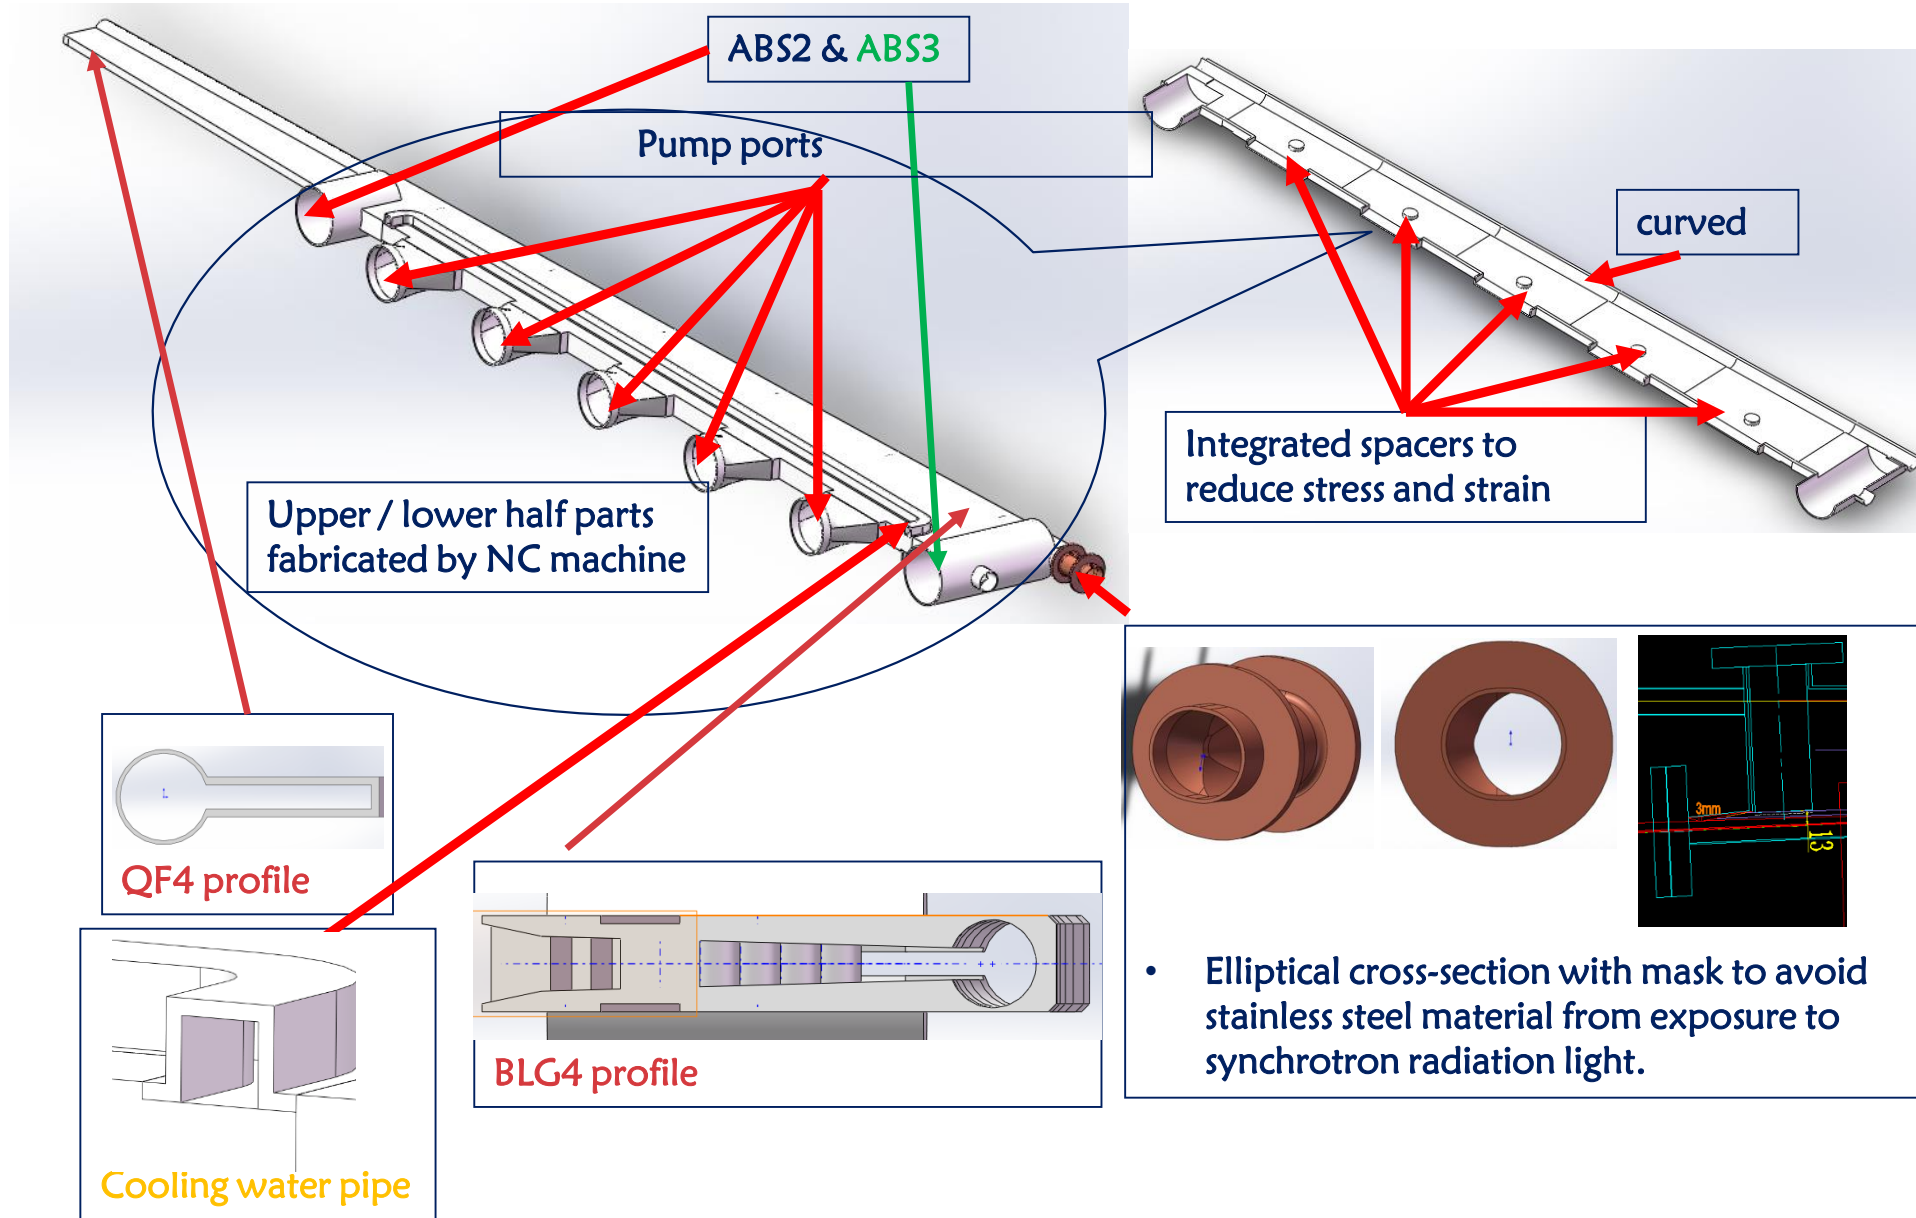 ABS2 & ABS3
Pump ports
curved
Integrated spacers to
reduce stress and strain
Upper / lower half parts
fabricated by NC machine
QF4 profile
BLG4 profile
Cooling water pipe
3mm
13
• Elliptical cross-section with mask to avoid
stainless steel material from exposure to
synchrotron radiation light.